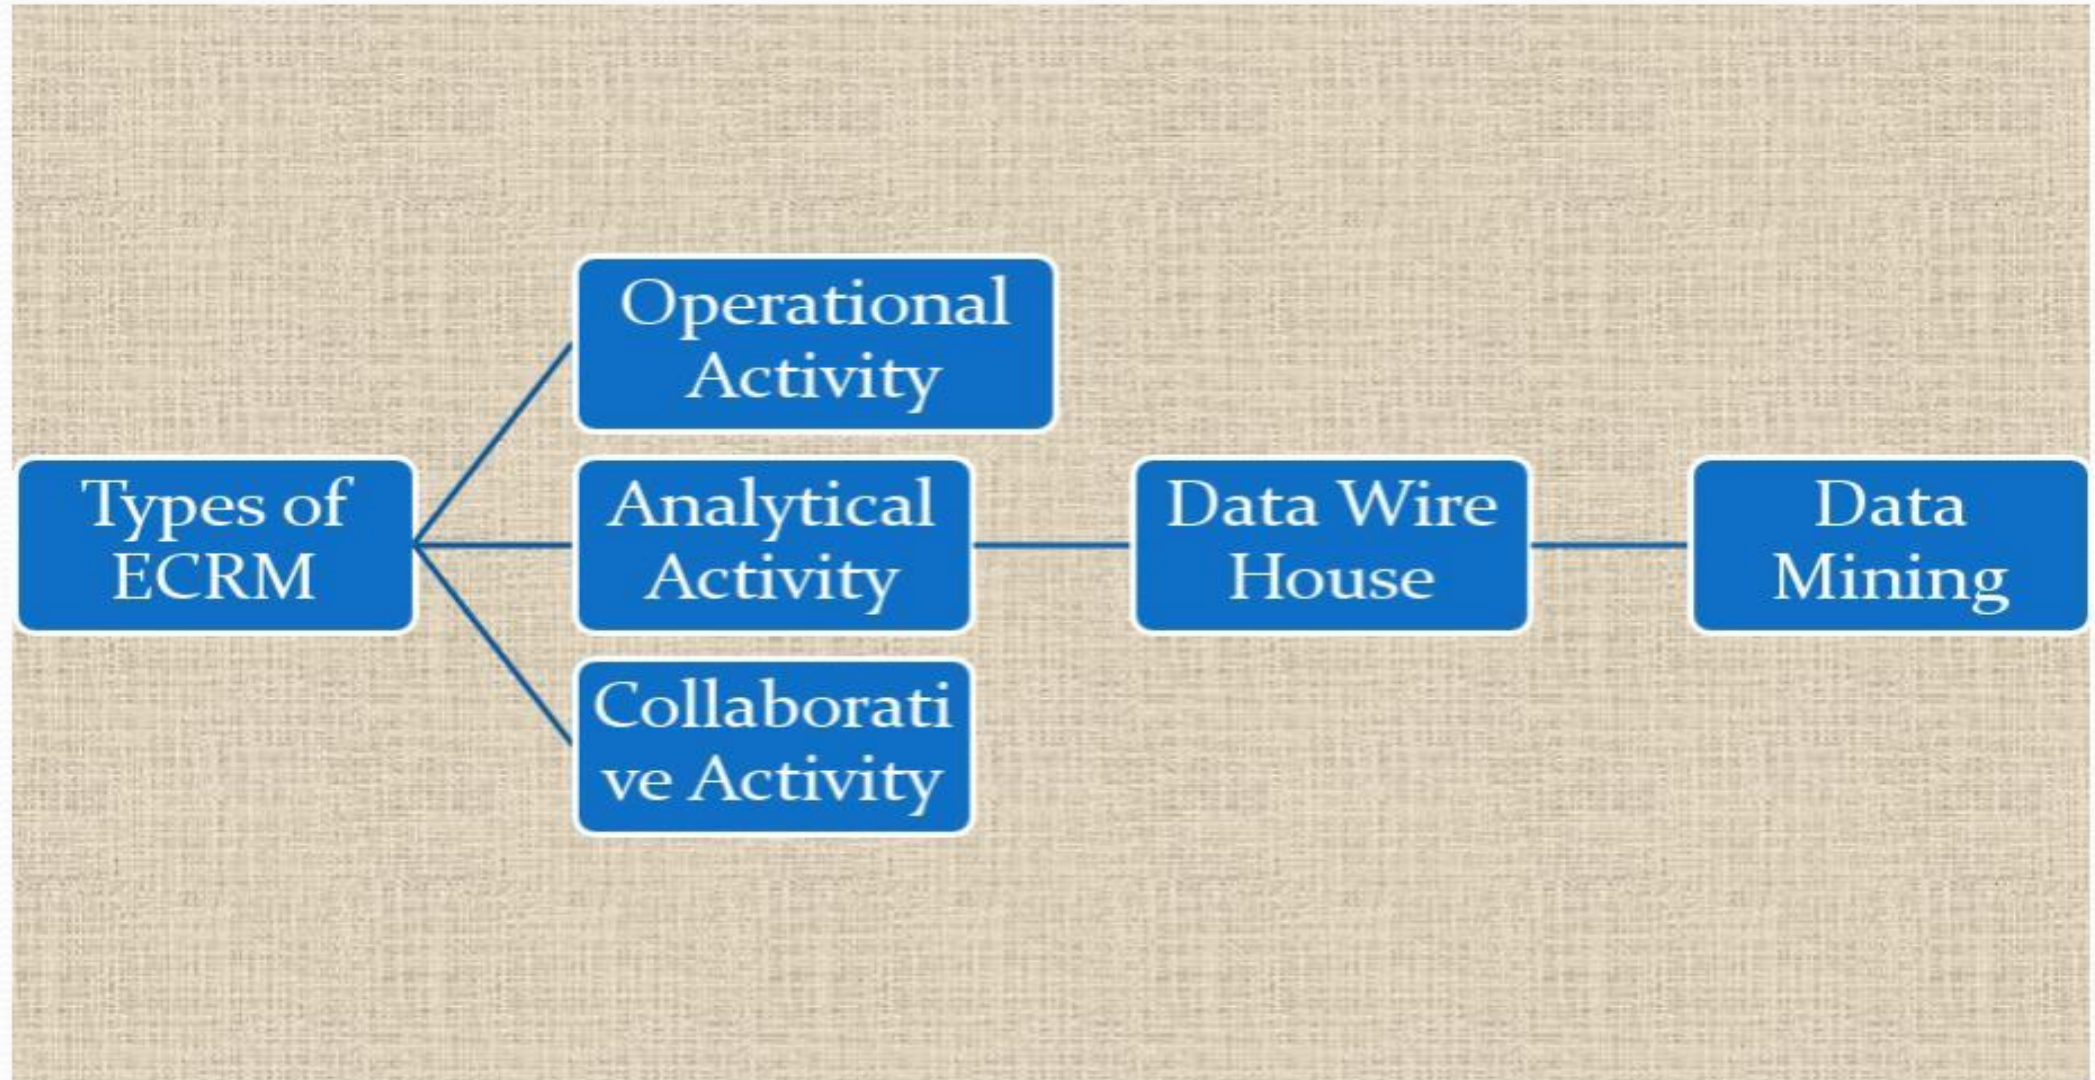 Operational
Activity
Types of
ECRM
Analytical
Activity
Data Wire
House
Data
Mining
Collaborati
ve Activity